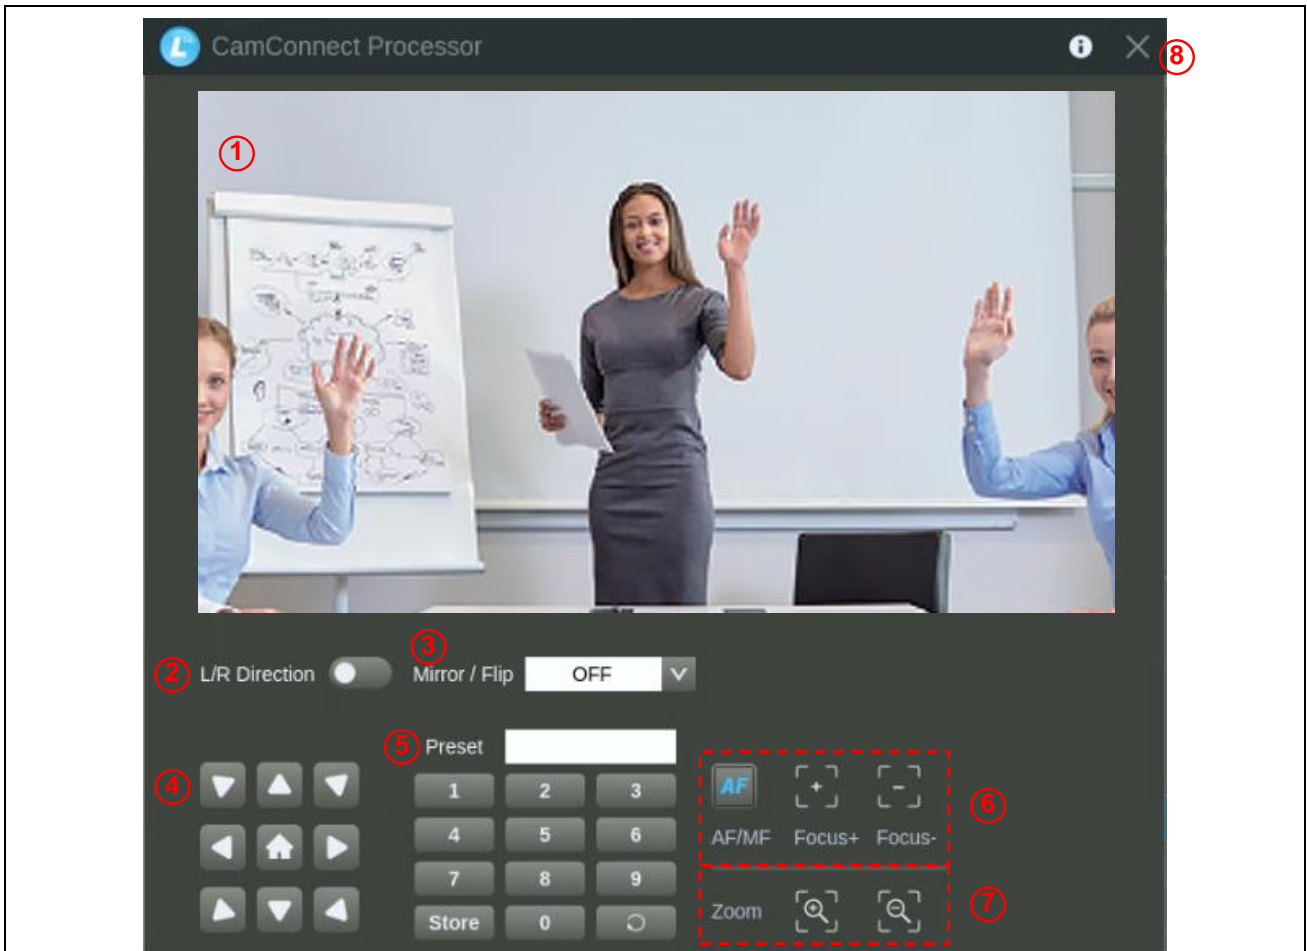 CamConnect Processor
8
1
3
2 L/R Direction Mirror / Flip OFF
5 Preset
4
1 2 3
AF
6
4 5 6
AF/MF Focus+ Focus-
7 8 9
Zoom
7
Store 0